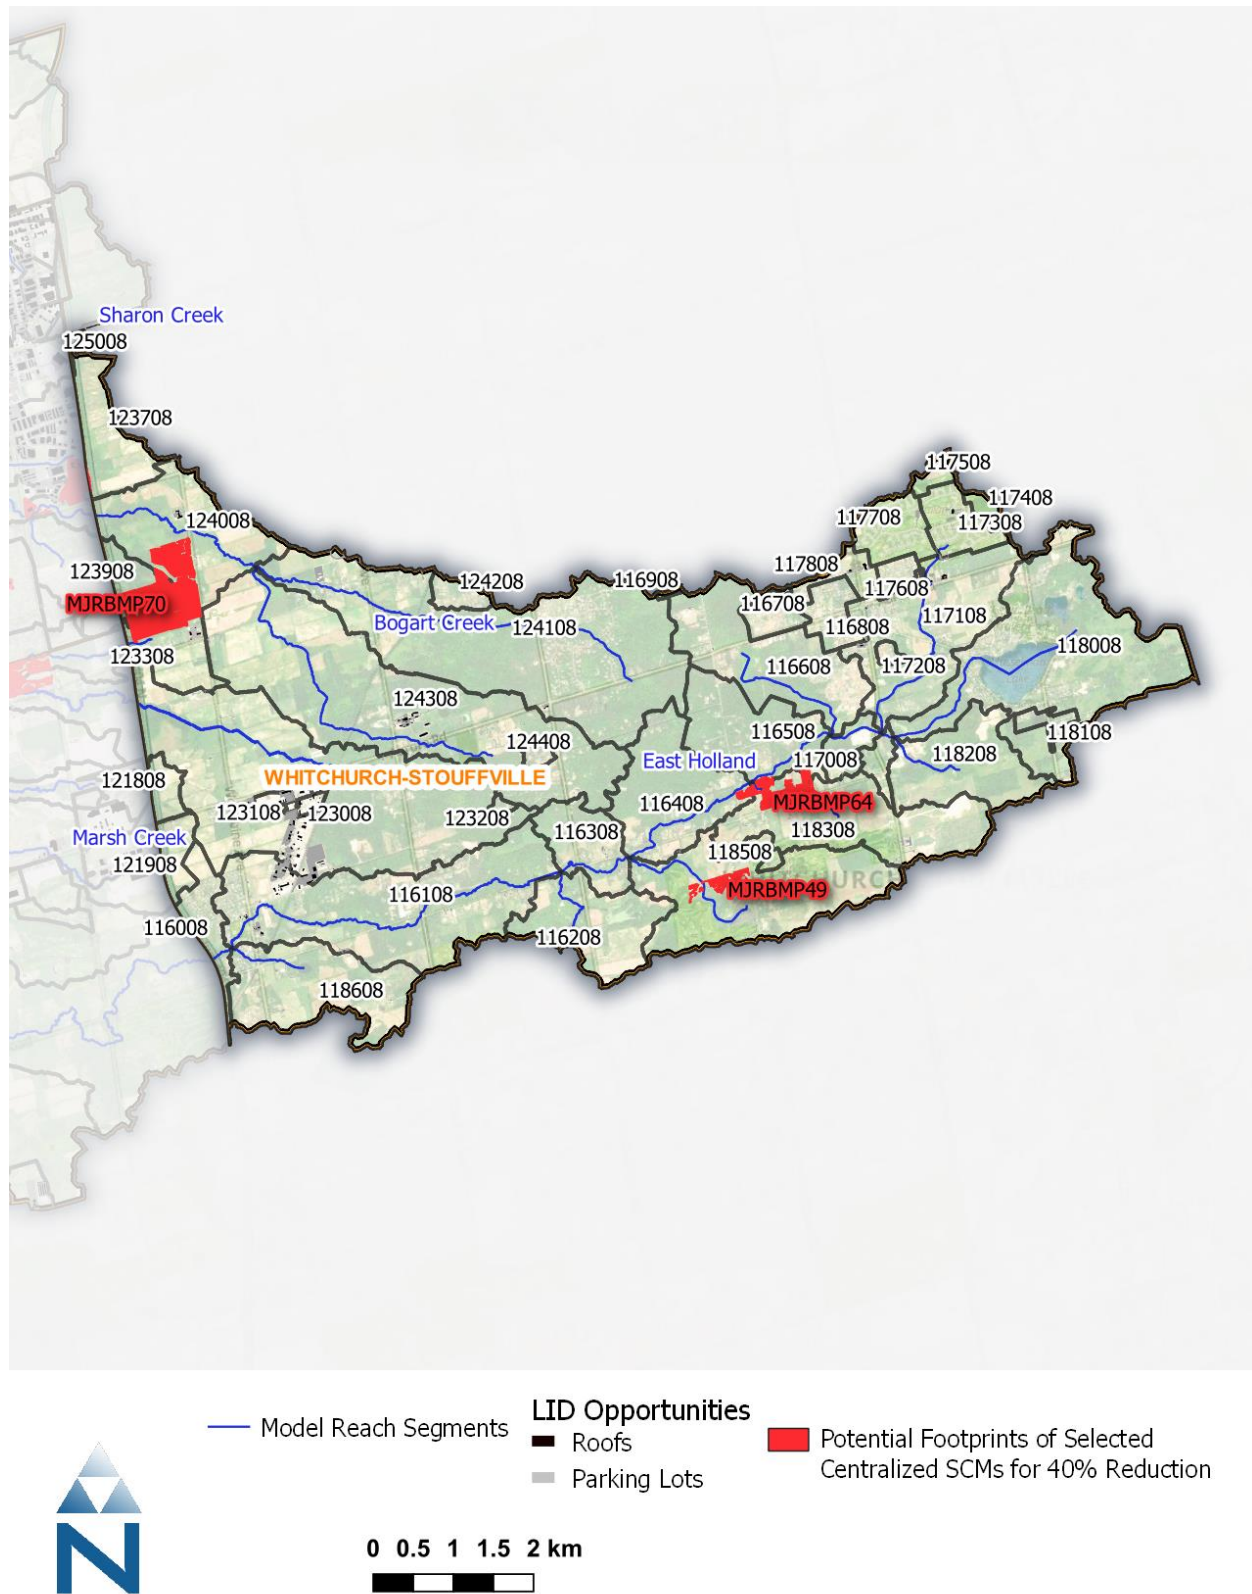 Sharon Creek
125008
123708
117508
117408
117708
117308
124008
117808
123908
124208
116908
117608
MJRBMP70
116708
117108
Bogart Creek
124108
116808
118008
123308
116608
117208
124308
116508
118108
124408
118208
East Holland
117008
WHITCHURCH-STOUFFVILLE
121808
116408
MJRBMP64
123108
123008
123208
118308
Marsh Creek
116308
118508
121908
MJRBMP49
116108
116008
116208
118608
Model Reach Segments
LID Opportunities
Roofs
Parking Lots
Potential Footprints of Selected
Centralized SCMs for 40% Reduction
N
0 0.5 1 1.5 2 km